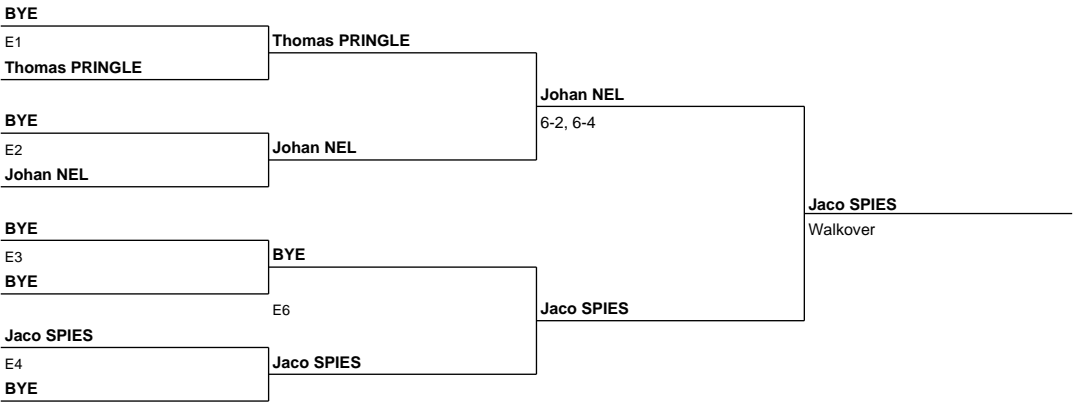 BYE
E1
Thomas PRINGLE
Thomas PRINGLE
BYE
E2
Johan NEL
Johan NEL
Johan NEL
6-2, 6-4
BYE
E3
BYE
BYE
E6
Jaco SPIES
E4
BYE
Jaco SPIES
Jaco SPIES
Jaco SPIES
Walkover